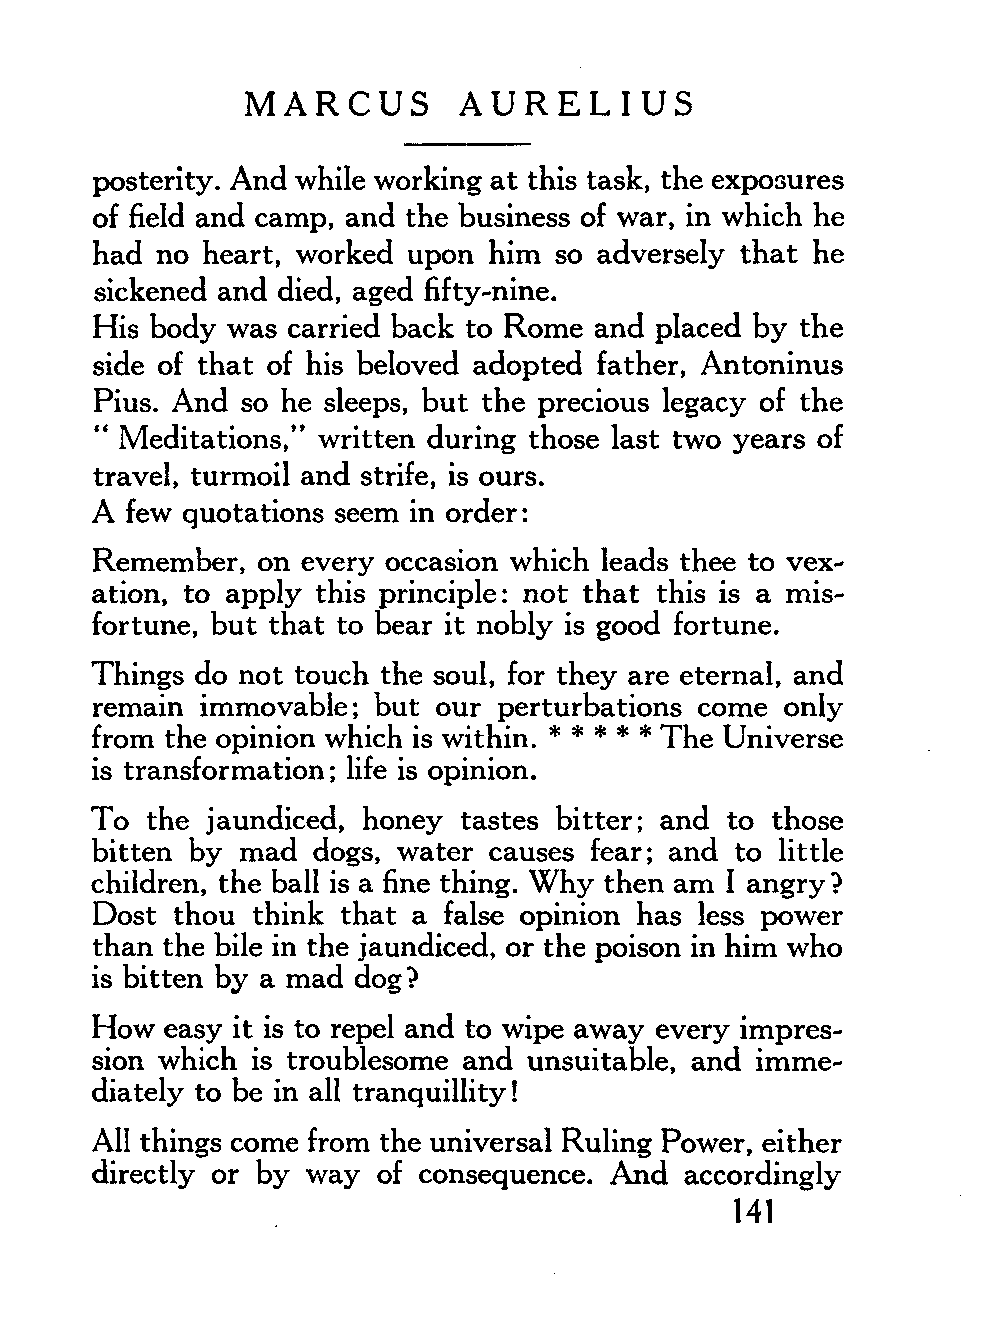 MARCUS AURELIUS
posterity. And while working at this task, the exposures
of field and camp, and the business of war, in which he
had no heart, worked upon him so adversely that he
sickened and died, aged fifty-nine.
His body was carried back to Rome and placed by the
side of that of his beloved adopted father, Antoninus
Pius. And so he sleeps, but the precious legacy of the
" Meditations," written during those last two years of
travel, turmoil and strife, is ours.
A few quotations seem in order:
Remember, on every occasion which leads thee to vex-
ation, to apply this principle: not that this is a mis-
fortune, but that to bear it nobly is good fortune.
Things do not touch the soul, for they are eternal, and
remain immovable; but our perturbations come only
from the opinion which is within. * * * * * The Universe
is transformation; life is opinion.
To the jaundiced, honey tastes bitter; and to those
bitten by mad dogs, water causes fear; and to little
children, the ball is a fine thing. Why then am I angry?
Dost thou think that a false opinion has less power
than the bile in the jaundiced, or the poison in him who
is bitten by a mad dog?
How easy it is to repel and to wipe away every impres-
sion which is troublesome and unsuitable, and imme-
diately to be in all tranquillity!
All things come from the universal Ruling Power, either
directly or by way of consequence. And accordingly
141